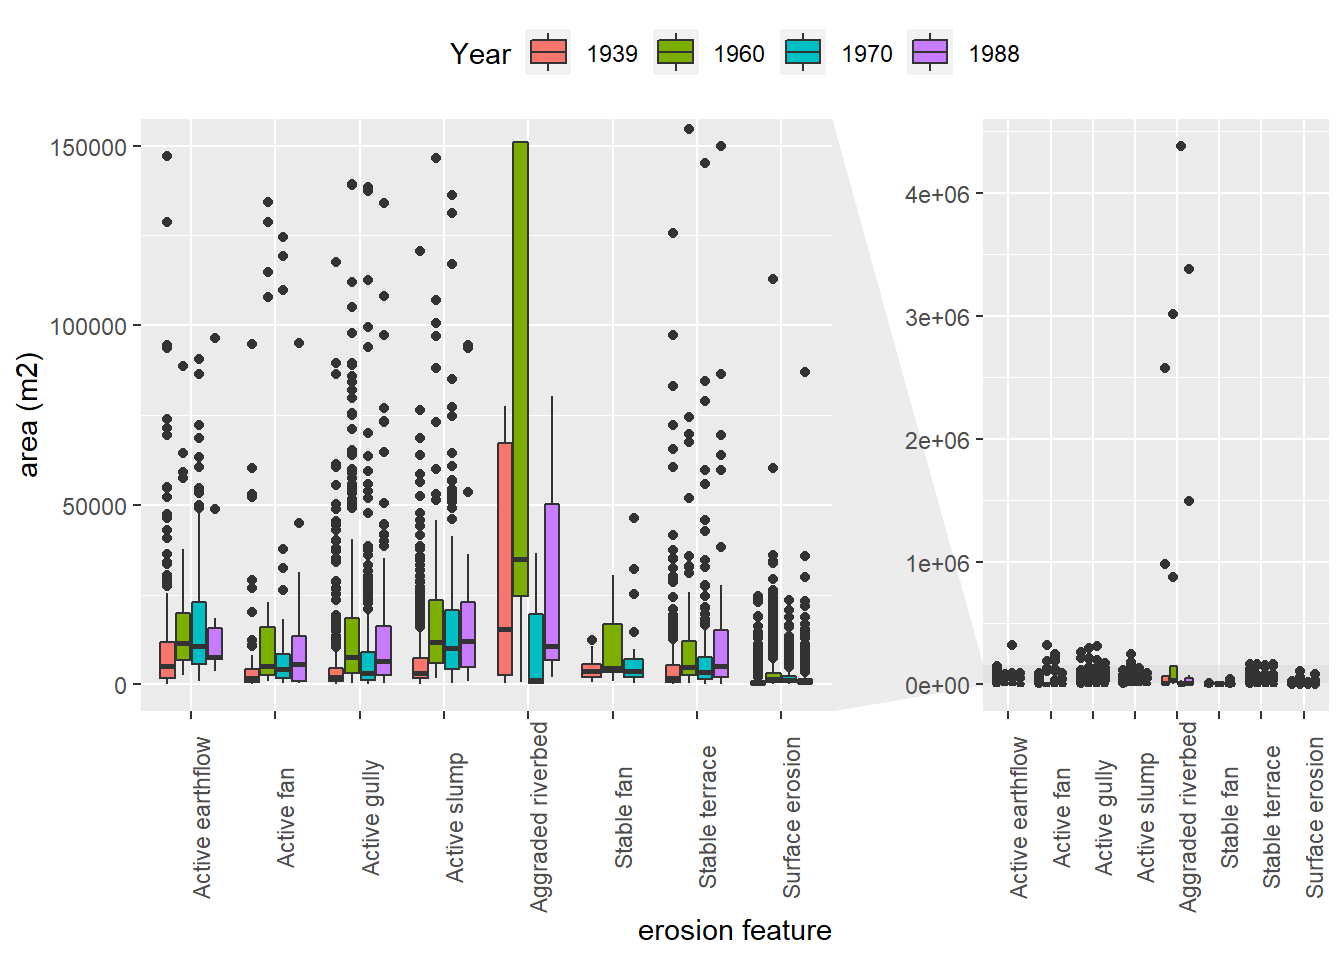 Year 1939 1960 1970 1988
area (m2)
150000
100000
50000
0
4e+06
3e+06
2e+06
1e+06
0e+00
Active earthflow
Active fan
Active gully
Active slump
Aggraded riverbed
Stable fan
Stable terrace
Surface erosion
Active earthflow
Active fan
Active gully
Active slump
Aggraded riverbed
Stable fan
Stable terrace
Surface erosion
erosion feature